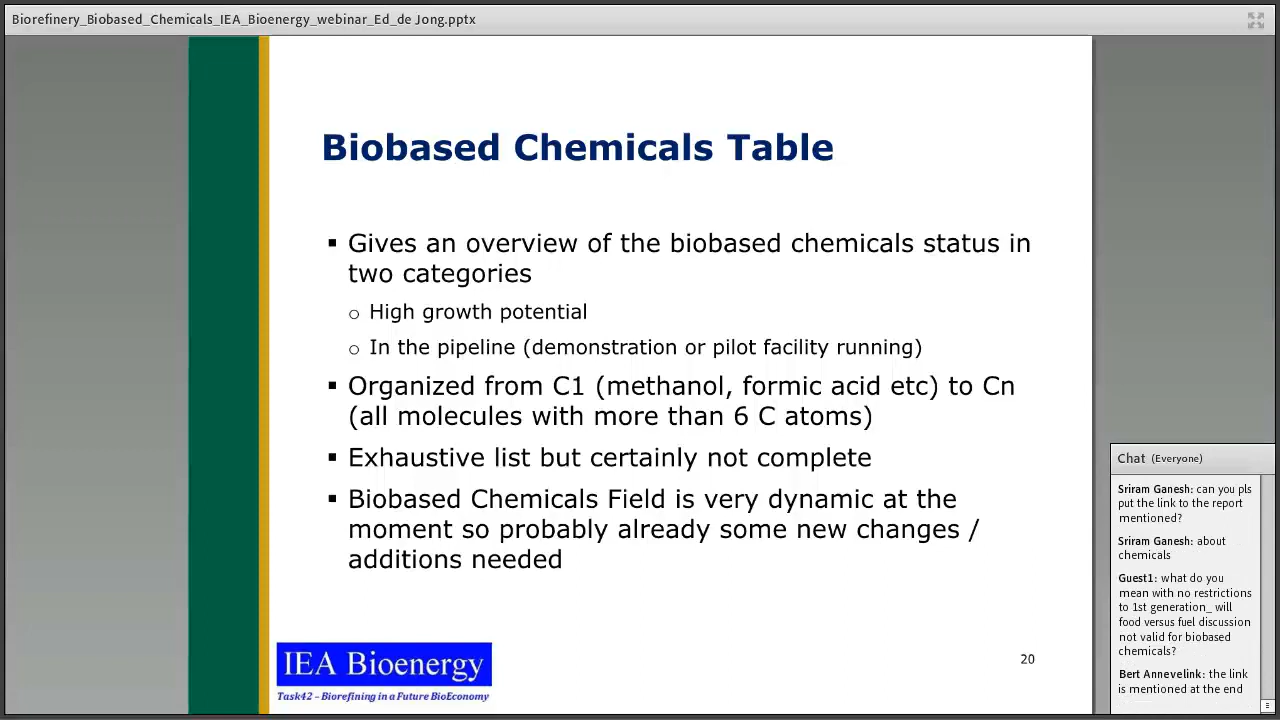 Biorefinery_Biobased_Chemicals_IEA_Bioenergy_webinar_Ed_de Jong.pptx
Biobased Chemicals Table
▪ Gives an overview of the biobased chemicals status in
two categories
o High growth potential
o In the pipeline (demonstration or pilot facility running)
▪ Organized from C1 (methanol, formic acid etc) to Cn
(all molecules with more than 6 C atoms)
▪ Exhaustive list but certainly not complete
▪ Biobased Chemicals Field is very dynamic at the
moment so probably already some new changes /
additions needed
IEA Bioenergy
Task42 – Biorefining in a Future BioEconomy
20
Chat (Everyone)
Sriram Ganesh: can you pls
put the link to the report
mentioned?
Sriram Ganesh: about
chemicals
Guest1: what do you
mean with no restrictions
to 1st generation_ will
food versus fuel discussion
not valid for biobased
chemicals?
Bert Annevelink: the link
is mentioned at the end